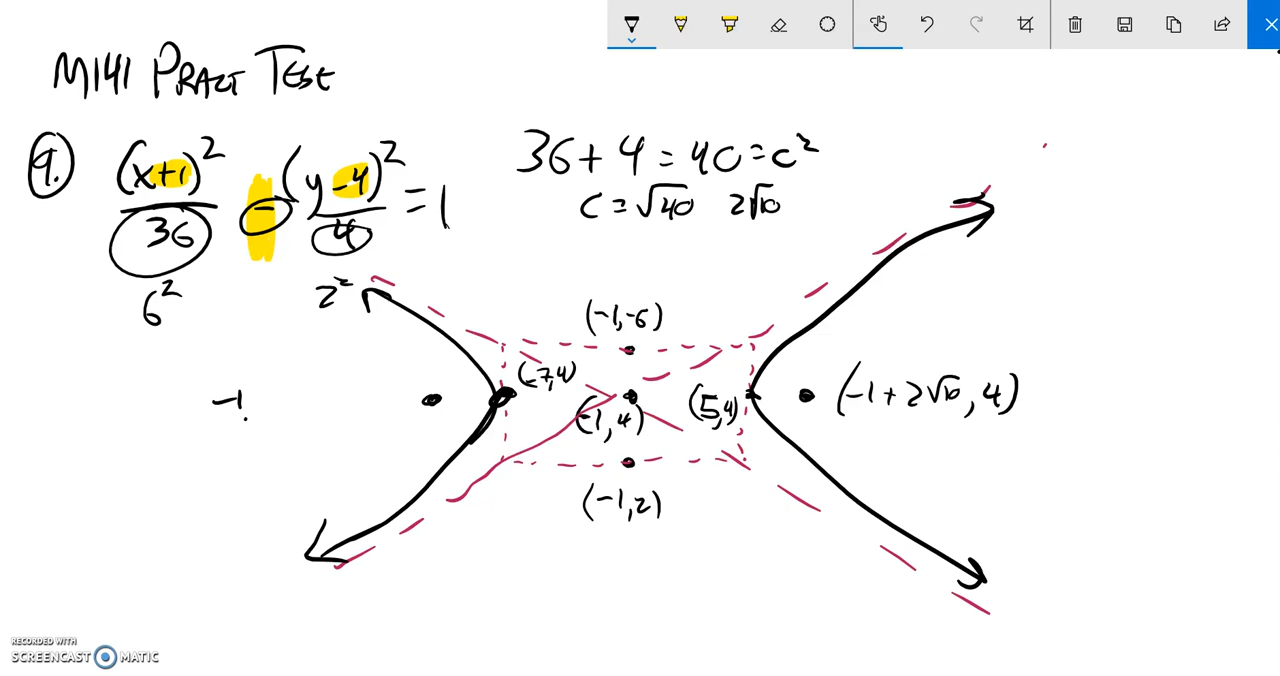 M141 PRACT TEST
9. (x+1)²/36 - (y-4)²/4 = 1
6² 2²
36 + 4 = 40 = c²
c = √40 2√10
(-1,-6)
(-7,4)
(-1,4)
(5,4)
(-1+2√10, 4)
-1
(-1,2)
RECORDED WITH
SCREENCAST MATIC